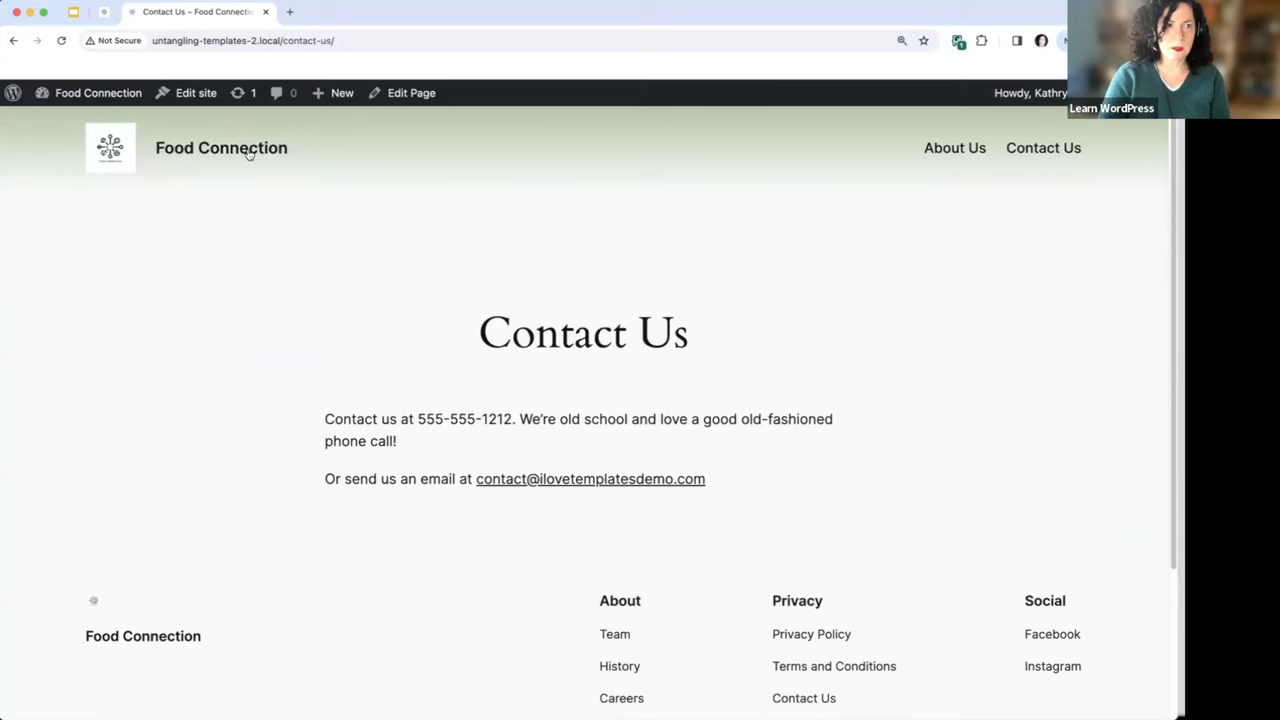 Contact Us – Food Connectio
Not Secure
untangling-templates-2.local/contact-us/
1
Food Connection
Edit site
1
0
New
Edit Page
Howdy, Kathry
Learn WordPress
Food Connection
About Us
Contact Us
Contact Us
Contact us at 555-555-1212. We’re old school and love a good old-fashioned
phone call!
Or send us an email at contact@ilovetemplatesdemo.com
Food Connection
About
Team
History
Careers
Privacy
Privacy Policy
Terms and Conditions
Contact Us
Social
Facebook
Instagram